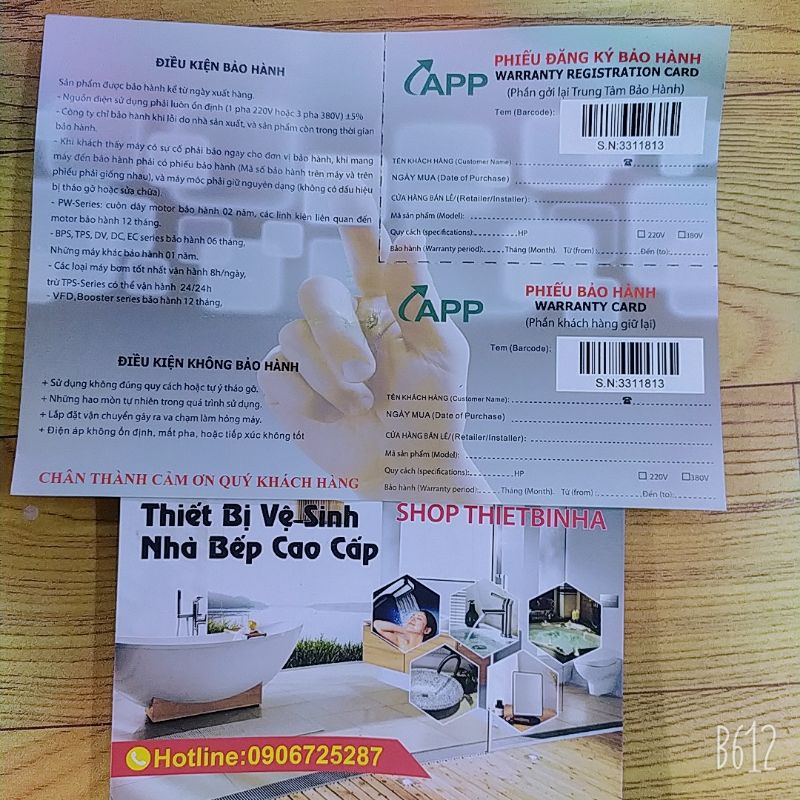 ĐIỀU KIỆN BẢO HÀNH
Sản phẩm được bảo hành kể từ ngày xuất hàng.
- Nguồn điện sử dụng phải luôn ổn định (1 pha 220V hoặc 3 pha 380V) ±5%
- Công ty chỉ bảo hành khi lỗi do nhà sản xuất, và sản phẩm còn trong thời gian
bảo hành.
- Khi khách thấy máy có sự cố phải báo ngay cho đơn vị bảo hành, khi mang
máy đến bảo hành phải có phiếu bảo hành (Mã số bảo hành trên máy và trên
phiếu phải giống nhau), và máy móc phải giữ nguyên dạng (không có dấu hiệu
bị tháo gỡ hoặc sửa chữa).
- PW-Series: cuộn dây motor bảo hành 02 năm, các linh kiện liên quan đến
motor bảo hành 12 tháng.
- BPS, TPS, DV, DC, EC series bảo hành 06 tháng,
Những máy khác bảo hành 01 năm.
- Các loại máy bơm tốt nhất vận hành 8h/ngày,
trừ TPS-Series có thể vận hành 24/24h
- VFD,Booster series bảo hành 12 tháng,
ĐIỀU KIỆN KHÔNG BẢO HÀNH
+ Sử dụng không đúng quy cách hoặc tự ý tháo gỡ.
+ Những hao mòn tự nhiên trong quá trình sử dụng.
+ Lắp đặt vận chuyển gây ra va chạm làm hỏng máy.
+ Điện áp không ổn định, mất pha, hoặc tiếp xúc không tốt
CHÂN THÀNH CẢM ƠN QUÝ KHÁCH HÀNG
APP
PHIẾU ĐĂNG KÝ BẢO HÀNH
WARRANTY REGISTRATION CARD
(Phần gởi lại Trung Tâm Bảo Hành)
Tem (Barcode):
S.N:3311813
TÊN KHÁCH HÀNG (Customer Name):
NGÀY MUA (Date of Purchase)
CỬA HÀNG BÁN LẺ/(Retailer/Installer):
Mã sản phẩm (Model):
Quy cách (specifications): HP 220V 380V
Bảo hành (Warranty period): Tháng (Month). Từ (from): Đến (to):
APP
PHIẾU BẢO HÀNH
WARRANTY CARD
(Phần khách hàng giữ lại)
Tem (Barcode):
S.N:3311813
TÊN KHÁCH HÀNG (Customer Name):
NGÀY MUA (Date of Purchase)
CỬA HÀNG BÁN LẺ/(Retailer/Installer):
Mã sản phẩm (Model):
Quy cách (specifications): HP 220V 380V
Bảo hành (Warranty period): Tháng (Month). Từ (from): Đến (to):
Thiết Bị Vệ Sinh
Nhà Bếp Cao Cấp
SHOP THIETBINHA
Hotline:0906725287
B612